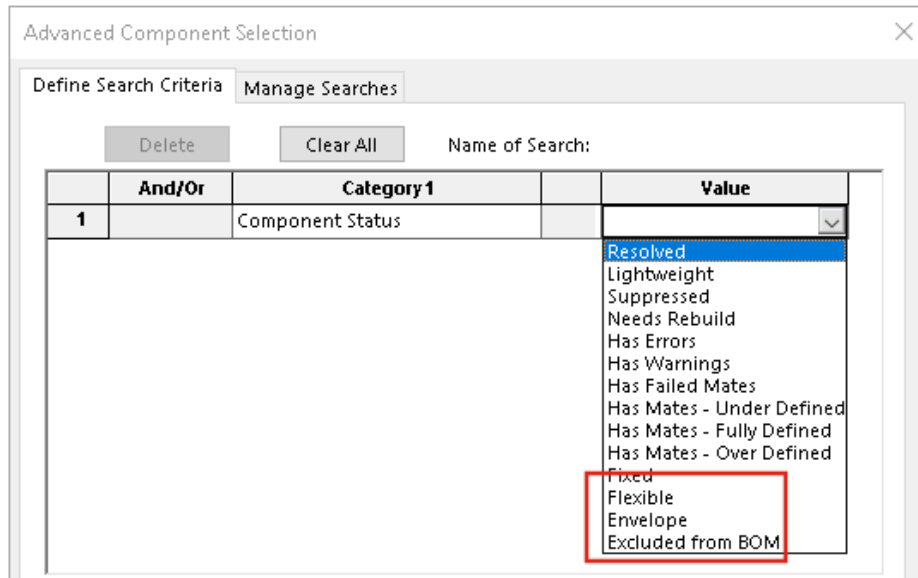 Advanced Component Selection
Define Search Criteria Manage Searches
Delete Clear All Name of Search:
And/Or Category1 Value
1 Component Status
Resolved
Lightweight
Suppressed
Needs Rebuild
Has Errors
Has Warnings
Has Failed Mates
Has Mates - Under Defined
Has Mates - Fully Defined
Has Mates - Over Defined
Fixed
Flexible
Envelope
Excluded from BOM